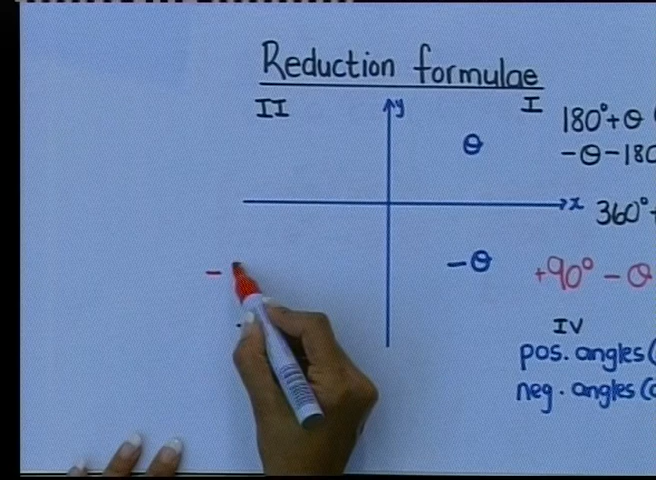 Reduction formulae
II
I
y
θ
180°+θ
-θ-180
x
360°+
-
-θ
+90°-θ
IV
pos. angles(
neg. angles(